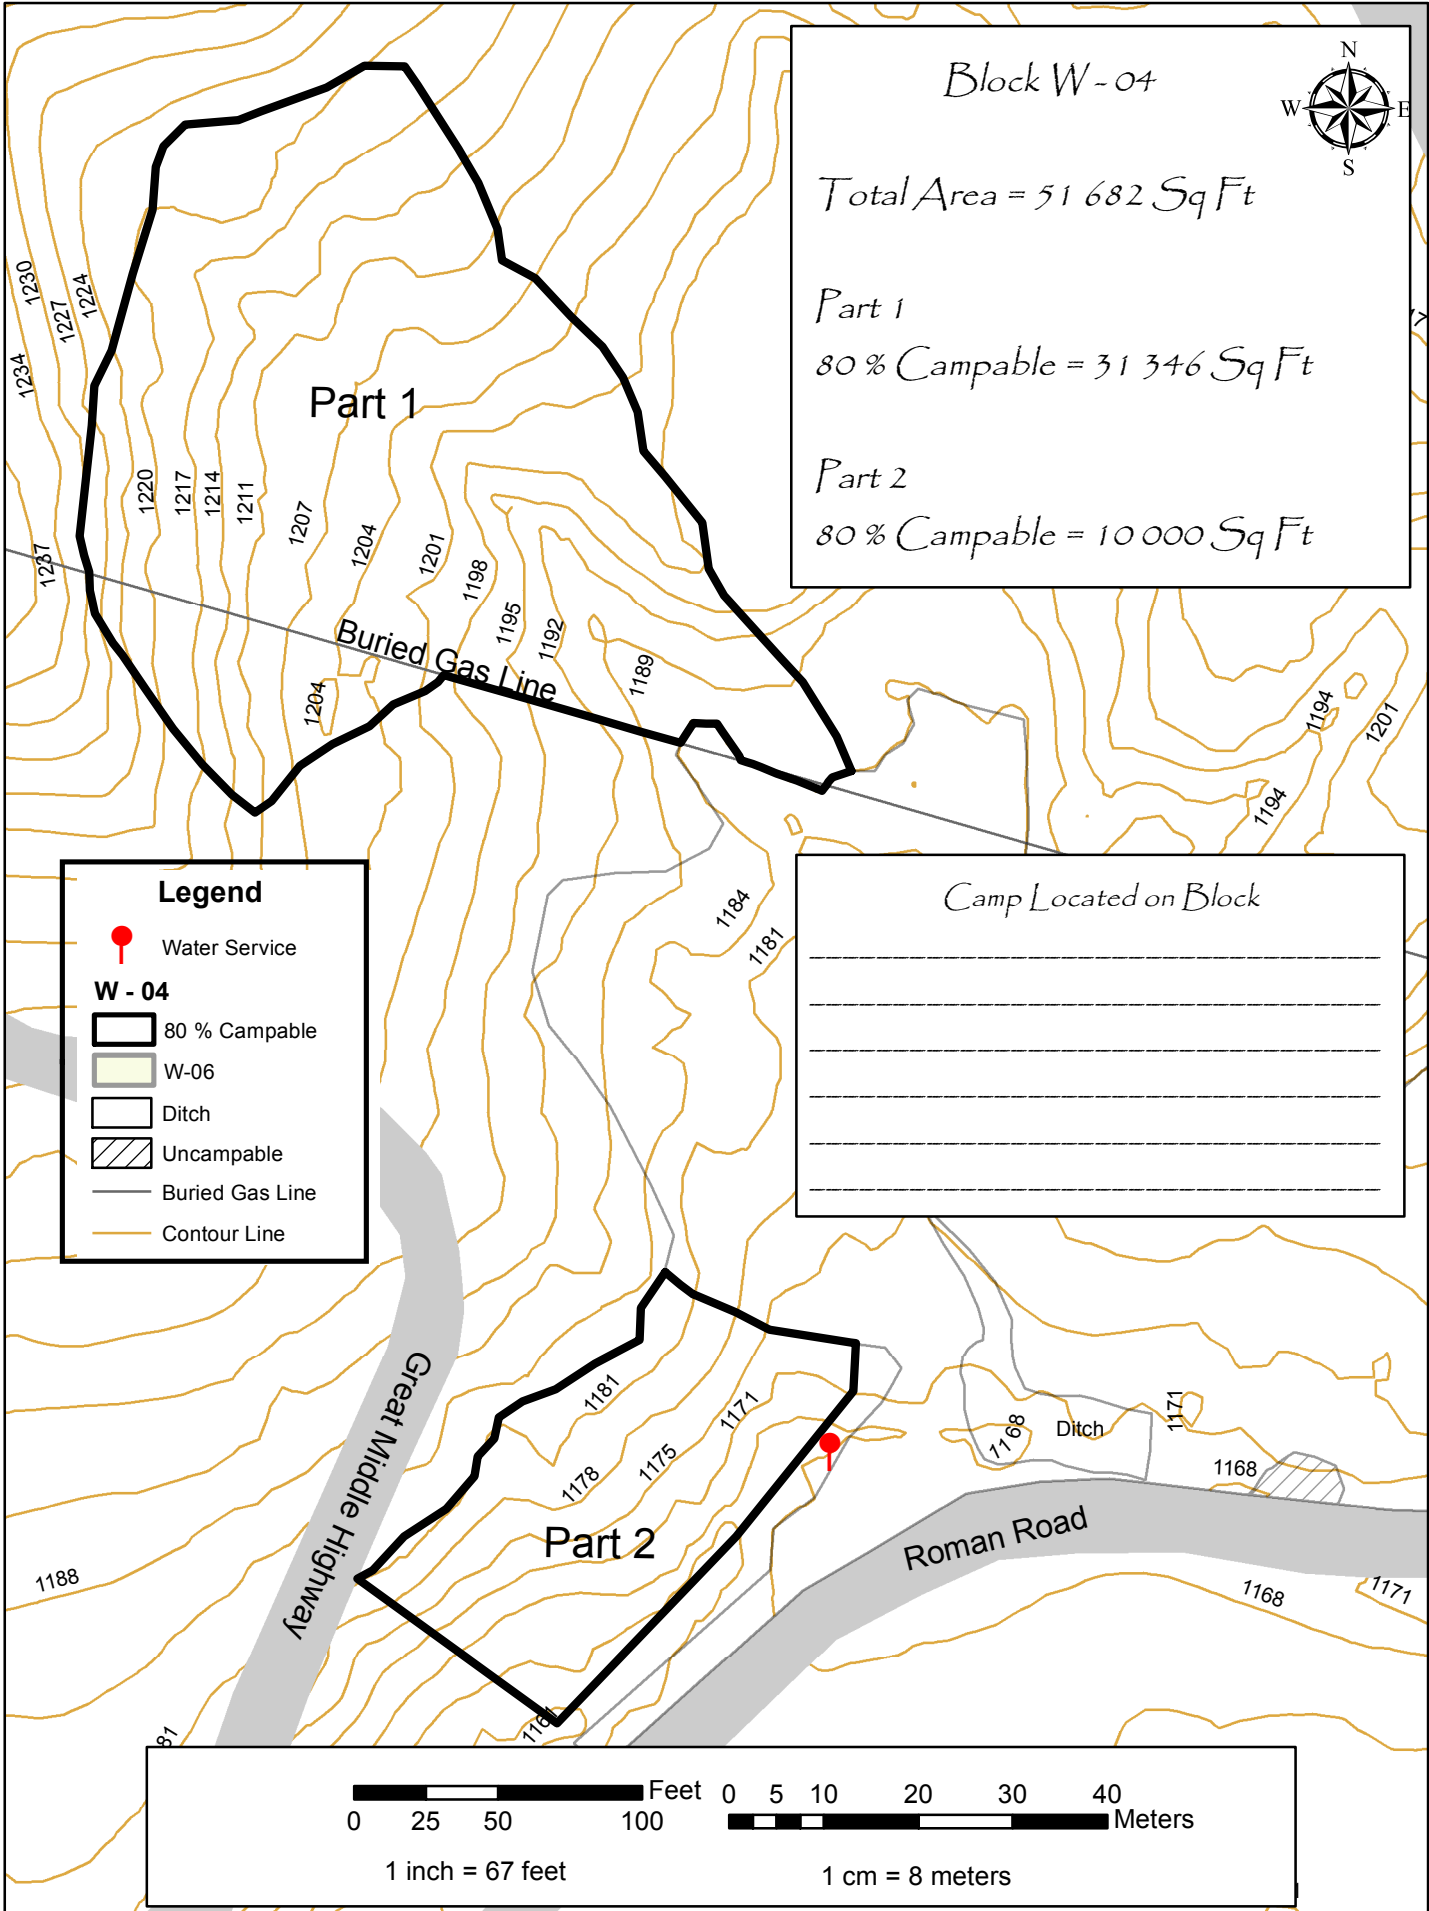 Block W - 04
N
W
E
S
Total Area = 51 682 Sq Ft
Part 1
80 % Campable = 31 346 Sq Ft
Part 2
80 % Campable = 10 000 Sq Ft
1230
1227
1224
1234
1237
Part 1
1220
1217
1214
1211
1207
1204
1201
1198
1195
1192
1189
1204
Buried Gas Line
1194
1201
1194
1184
1181
Camp Located on Block
Legend
Water Service
W - 04
80 % Campable
W-06
Ditch
Uncampable
Buried Gas Line
Contour Line
Great Middle Highway
1181
1171
1175
1178
Part 2
1168
Ditch
1171
1168
Roman Road
1168
1171
1188
1161
81
Feet
0 25 50 100
0 5 10 20 30 40
Meters
1 inch = 67 feet
1 cm = 8 meters